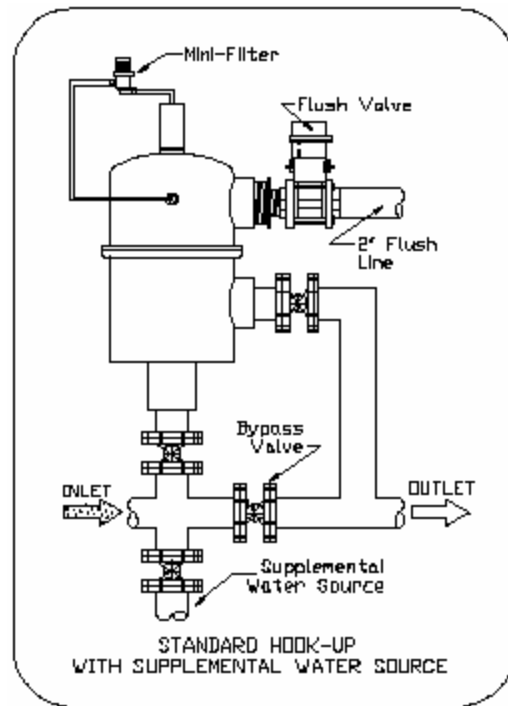 Mini-Filter
Flush Valve
2" Flush
Line
Bypass
Valve
INLET
OUTLET
Supplemental
Water Source
STANDARD HOOK-UP
WITH SUPPLEMENTAL WATER SOURCE